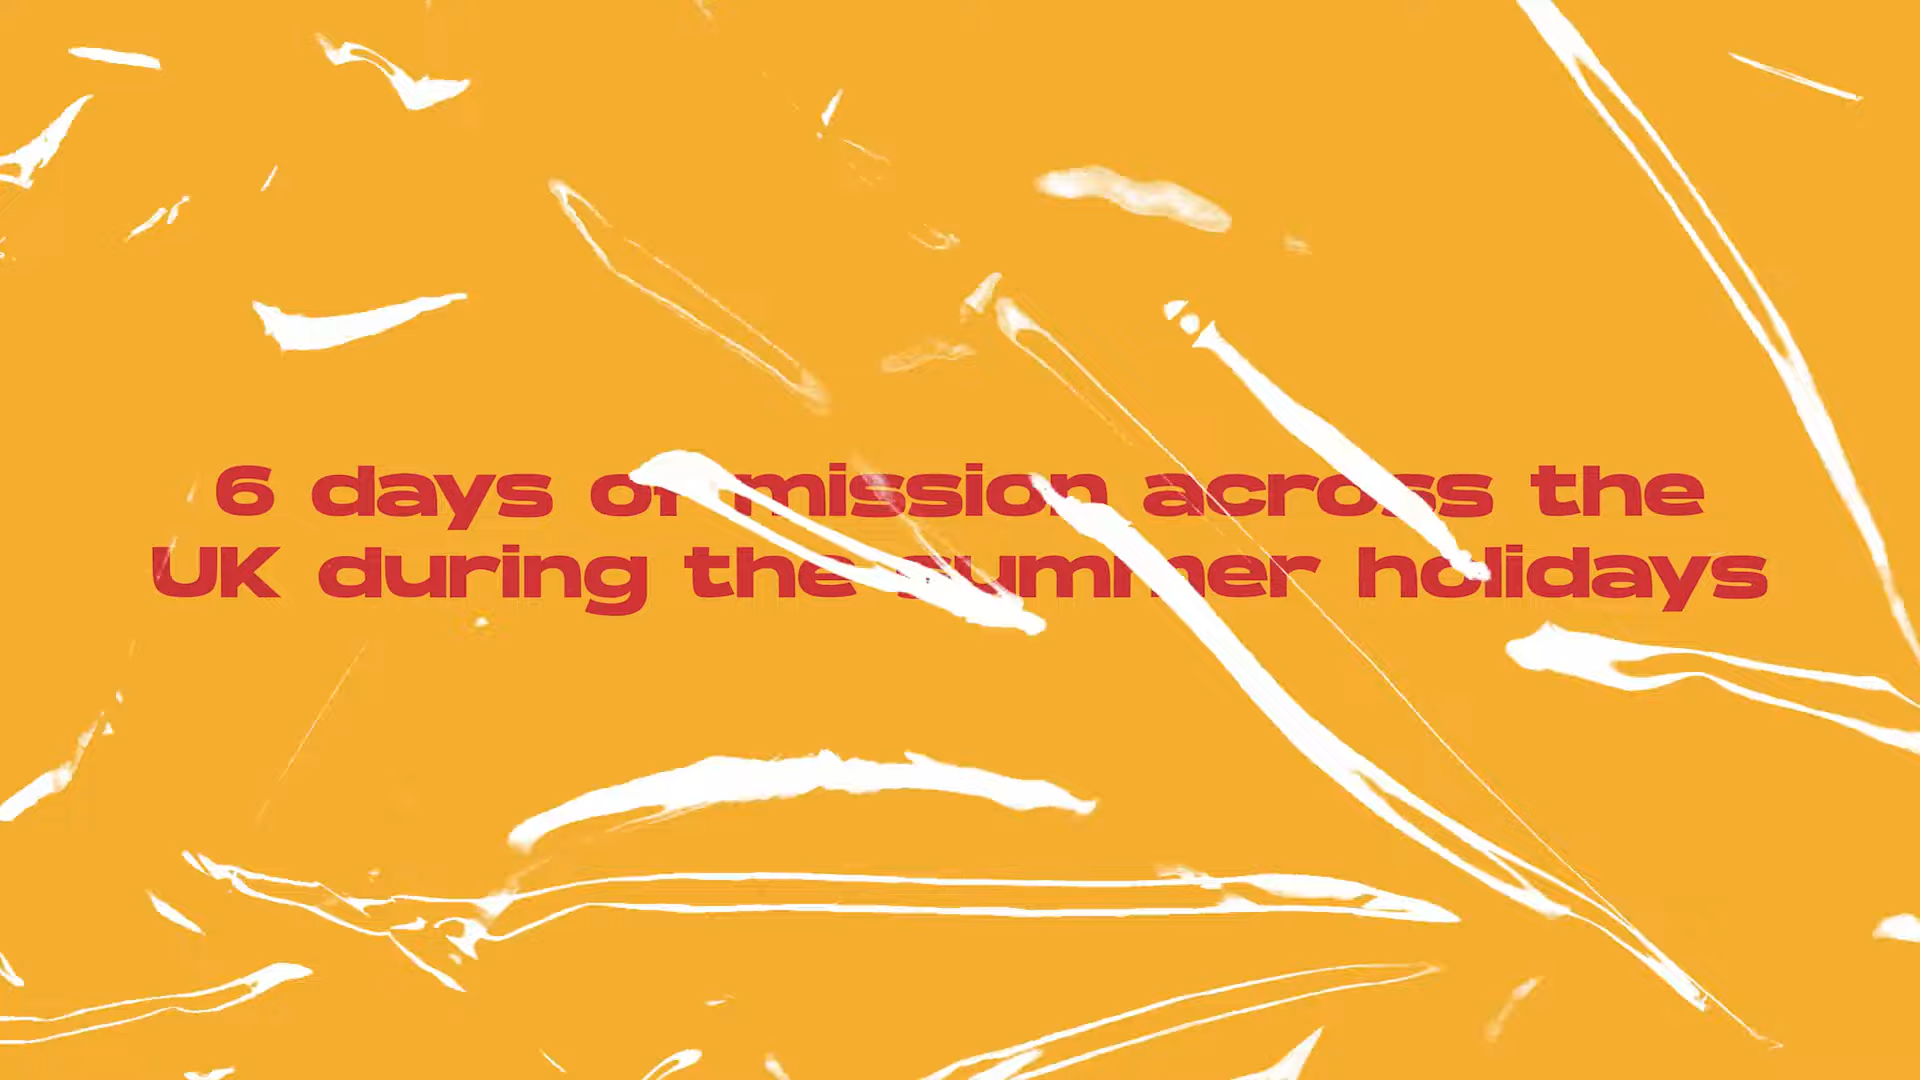 6 days of mission across the
UK during the summer holidays